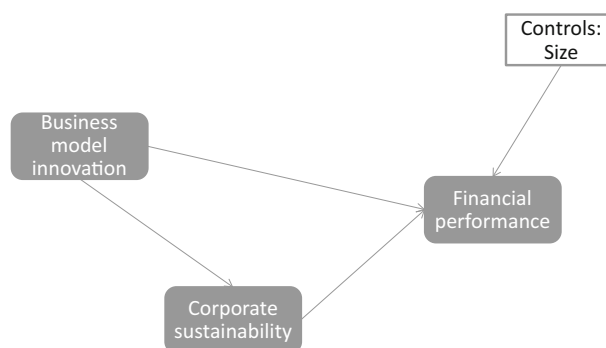 Controls:
Size
Business
model
innovation
Financial
performance
Corporate
sustainability